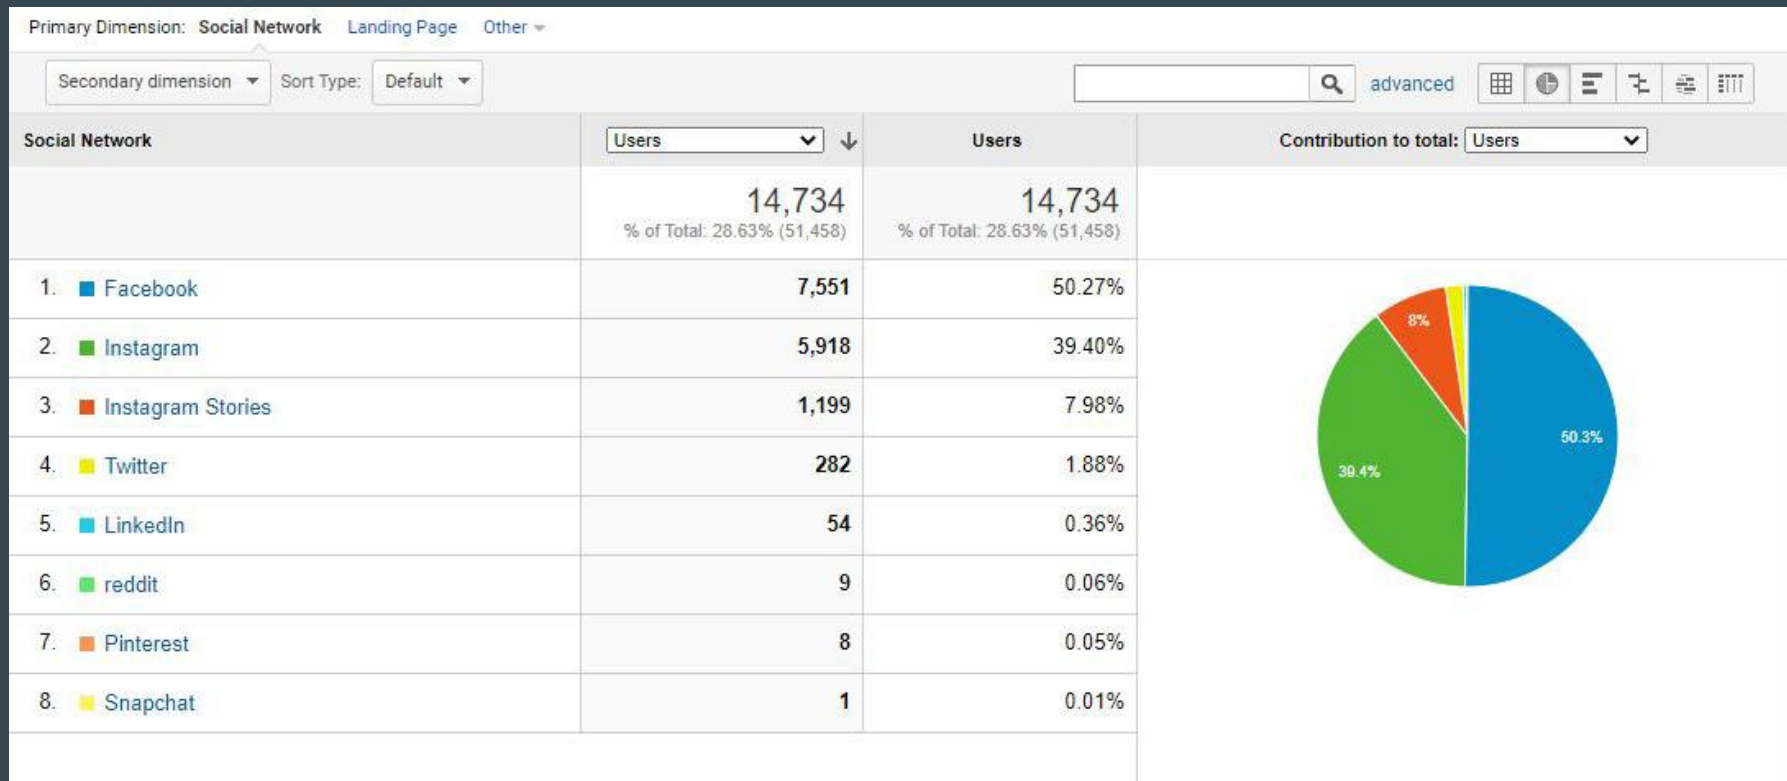 Primary Dimension: Social Network Landing Page Other
Secondary dimension Sort Type: Default advanced
Social Network Users Users Contribution to total: Users
14,734 14,734
% of Total: 28.63% (51,458) % of Total: 28.63% (51,458)
1. Facebook 7,551 50.27%
2. Instagram 5,918 39.40%
3. Instagram Stories 1,199 7.98%
4. Twitter 282 1.88%
5. LinkedIn 54 0.36%
6. reddit 9 0.06%
7. Pinterest 8 0.05%
8. Snapchat 1 0.01%
8%
50.3%
39.4%